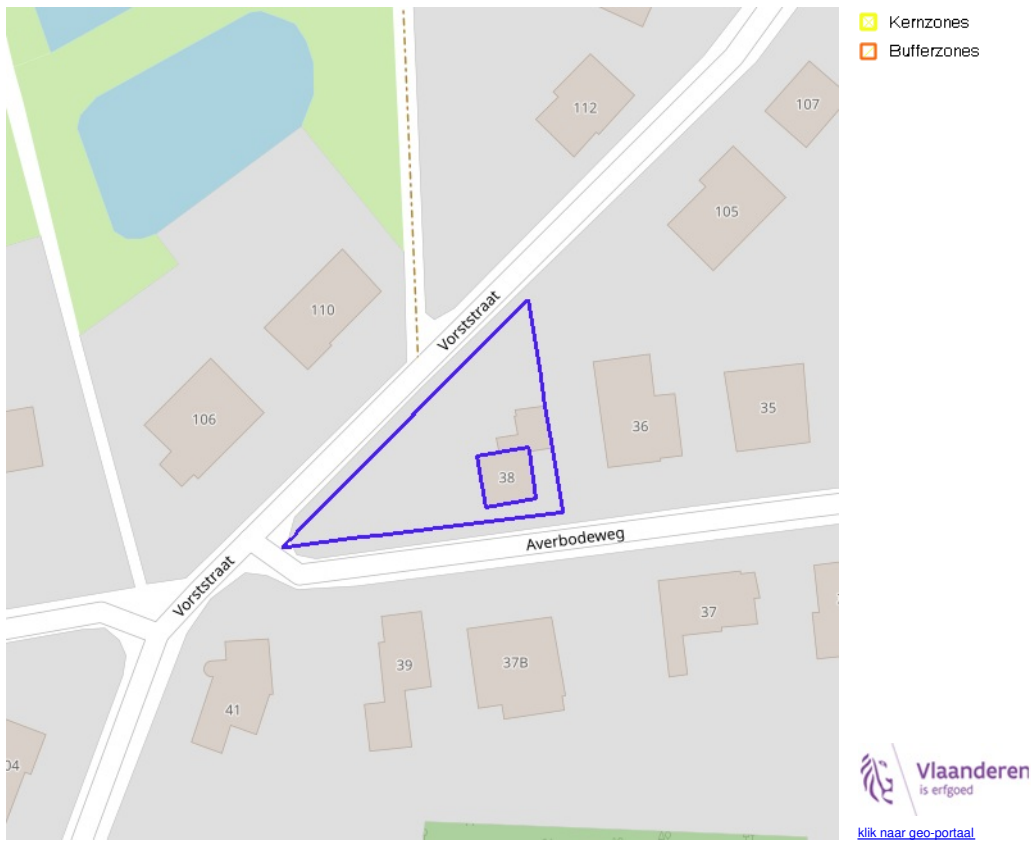 Kernzones
Bufferzones
112
107
105
Vorststraat
110
106
36
35
38
Averbodeweg
Vorststraat
37
39
37B
41
04
Vlaanderen
is erfgoed
klik naar geo-portaal